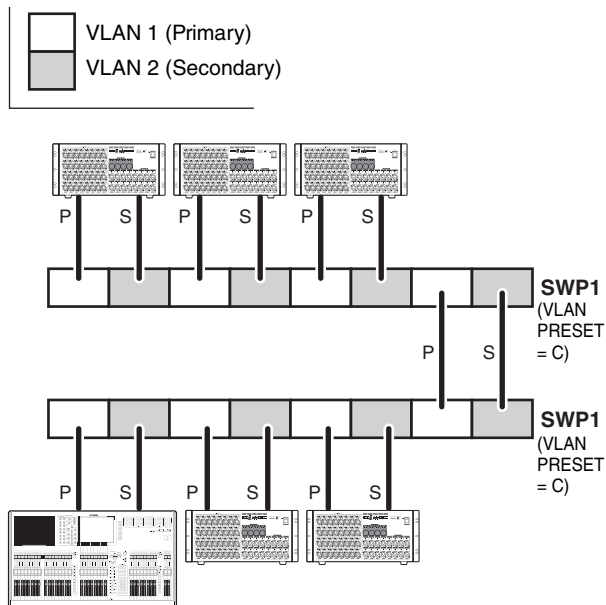 VLAN 1 (Primary)
VLAN 2 (Secondary)
P S P S P S
SWP1
(VLAN
PRESET
= C)
P S
SWP1
(VLAN
PRESET
= C)
P S P S P S